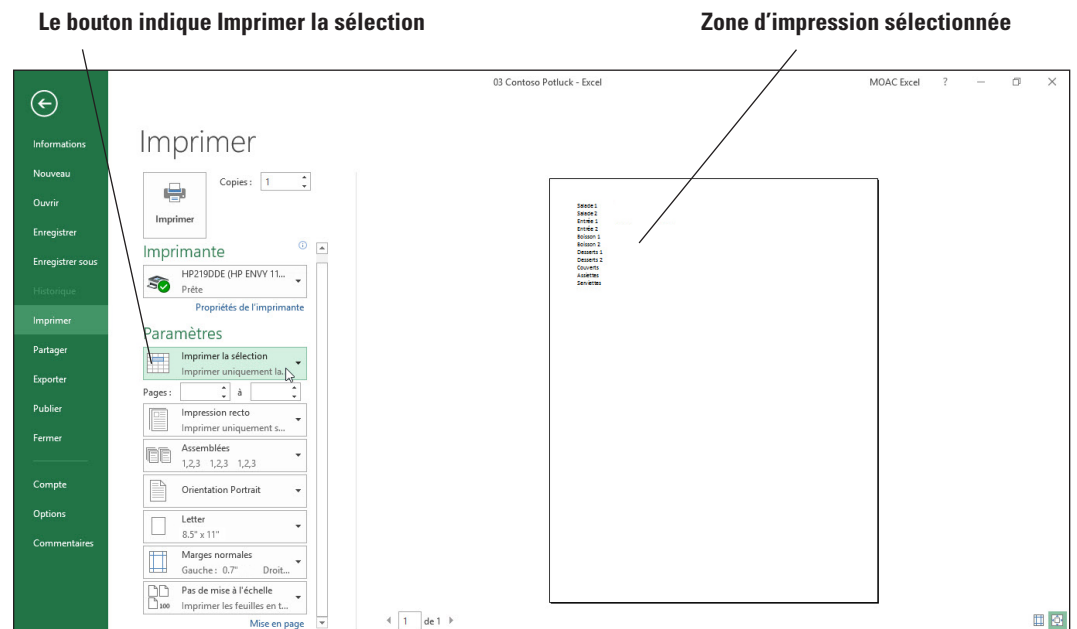 Le bouton indique Imprimer la sélection
Zone d’impression sélectionnée
03 Contoso Potluck - Excel
MOAC Excel ?
Informations
Nouveau
Ouvrir
Enregistrer
Enregistrer sous
Historique
Imprimer
Partager
Exporter
Publier
Fermer
Compte
Options
Commentaires
Imprimer
Imprimer
Copies : 1
Imprimante
HP219DDE (HP ENVY 11...
Prête
Propriétés de l'imprimante
Paramètres
Imprimer la sélection
Imprimer uniquement la...
Pages : à
Impression recto
Imprimer uniquement s...
Assemblées
1,2,3 1,2,3 1,2,3
Orientation Portrait
Letter
8.5" x 11"
Marges normales
Gauche : 0.7" Droit...
Pas de mise à l'échelle
100 Imprimer les feuilles en t...
Mise en page
Salade 1
Salade 2
Entrée 1
Entrée 2
Boisson 1
Boisson 2
Desserts 1
Desserts 2
Couverts
Assiettes
Serviettes
1 de 1